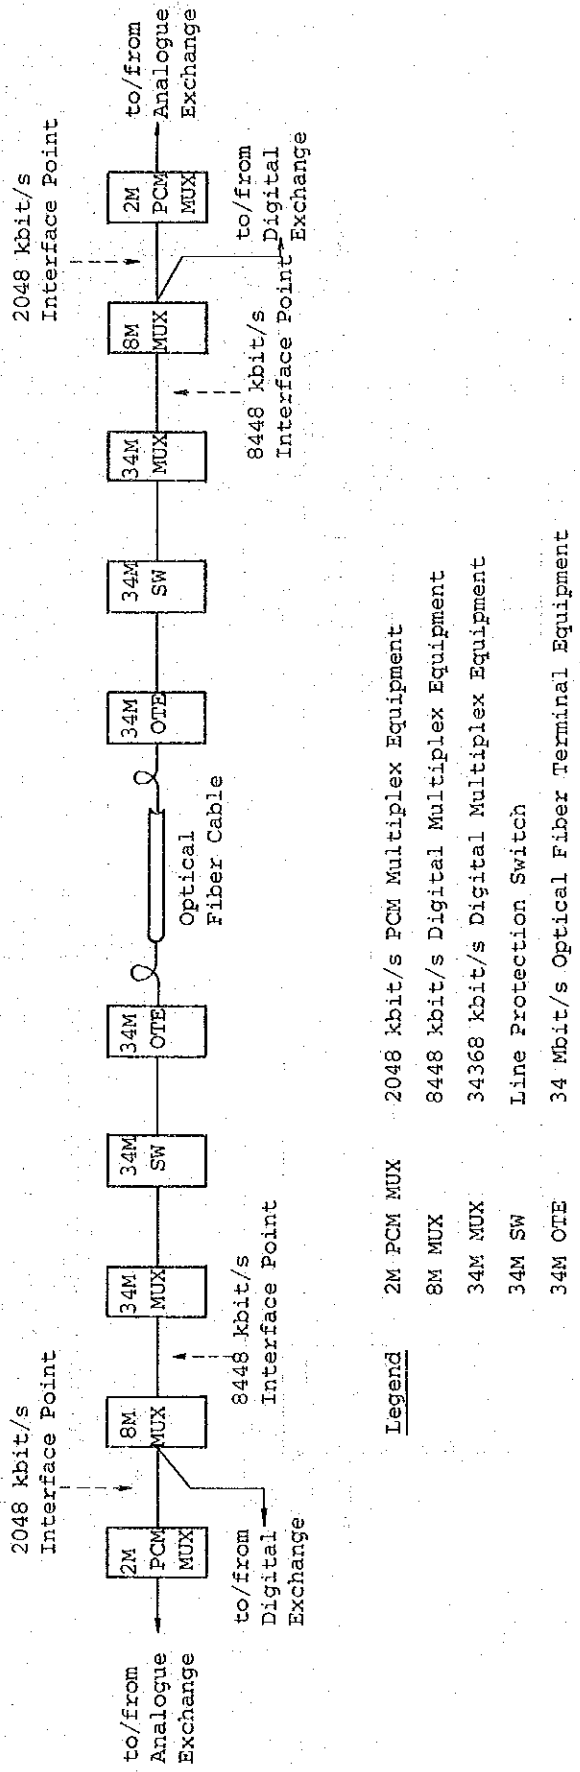 to/from
Analogue
Exchange
2M
PCM
MUX
2048 kbit/s
Interface Point
to/from
Digital
Exchange
8M
MUX
8448 kbit/s
Interface Point
34M
MUX
34M
SW
34M
OTE
Optical
Fiber Cable
34M
OTE
34M
SW
34M
MUX
8448 kbit/s
Interface Point
8M
MUX
2048 kbit/s
Interface Point
to/from
Digital
Exchange
2M
PCM
MUX
to/from
Analogue
Exchange
Legend
2M PCM MUX 2048 kbit/s PCM Multiplex Equipment
8M MUX 8448 kbit/s Digital Multiplex Equipment
34M MUX 34368 kbit/s Digital Multiplex Equipment
34M SW Line Protection Switch
34M OTE 34 Mbit/s Optical Fiber Terminal Equipment